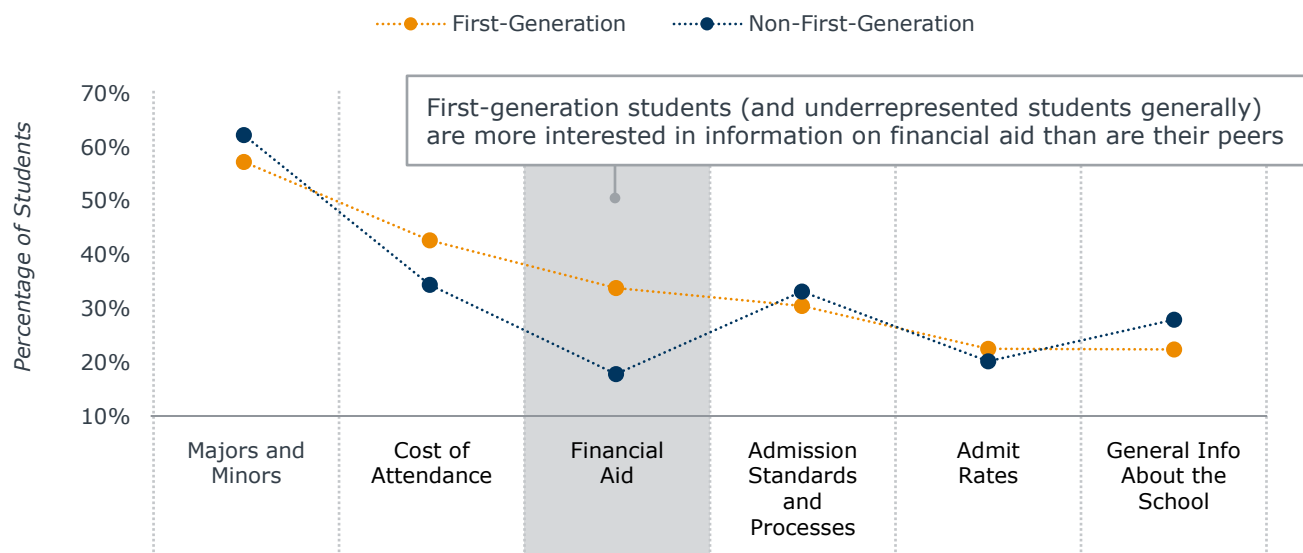 First-Generation
Non-First-Generation
First-generation students (and underrepresented students generally)
are more interested in information on financial aid than are their peers
Percentage of Students
70%
60%
50%
40%
30%
20%
10%
Majors and
Minors
Cost of
Attendance
Financial
Aid
Admission
Standards
and
Processes
Admit
Rates
General Info
About the
School